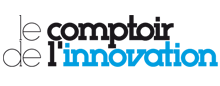 le comptoir
de l'innovation